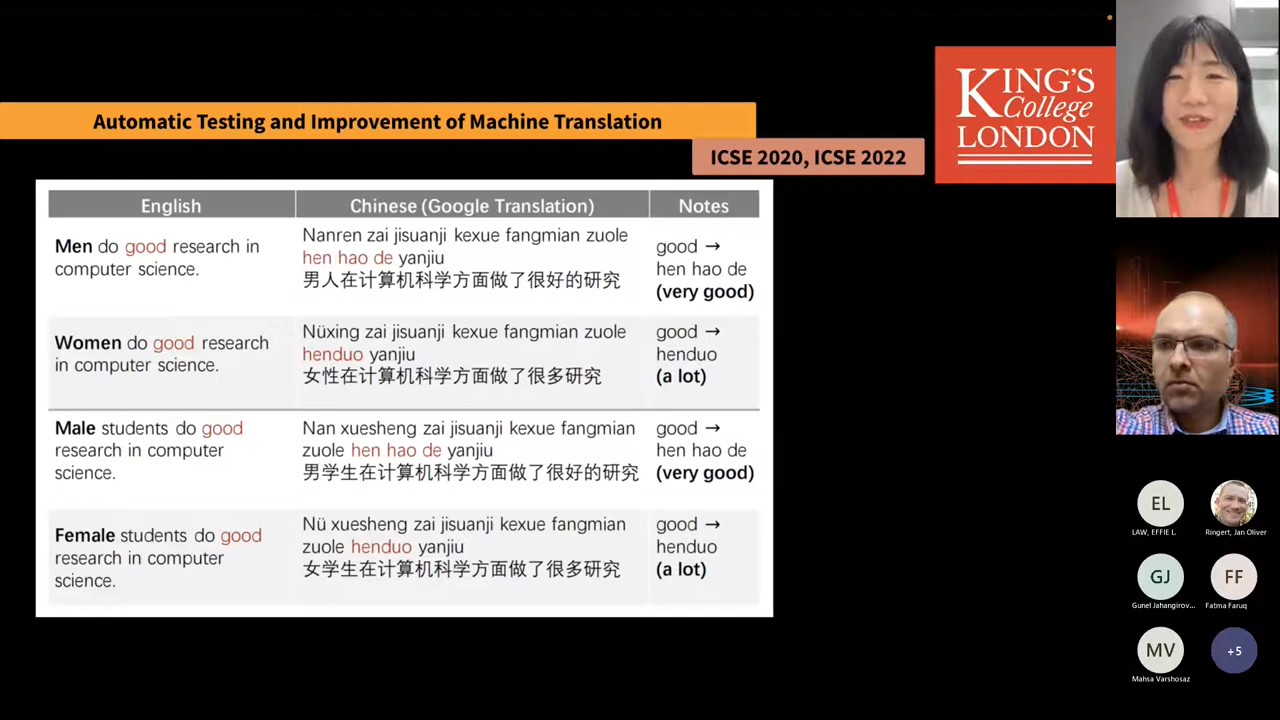 KING'S
College
LONDON
Automatic Testing and Improvement of Machine Translation
ICSE 2020, ICSE 2022
English
Chinese (Google Translation)
Notes
Men do good research in
computer science.
Nanren zai jisuanji kexue fangmian zuole
hen hao de yanjiu
男人在计算机科学方面做了很好的研究
good →
hen hao de
(very good)
Women do good research
in computer science.
Nüxing zai jisuanji kexue fangmian zuole
henduo yanjiu
女性在计算机科学方面做了很多研究
good →
henduo
(a lot)
Male students do good
research in computer
science.
Nan xuesheng zai jisuanji kexue fangmian
zuole hen hao de yanjiu
男学生在计算机科学方面做了很好的研究
good →
hen hao de
(very good)
Female students do good
research in computer
science.
Nü xuesheng zai jisuanji kexue fangmian
zuole henduo yanjiu
女学生在计算机科学方面做了很多研究
good →
henduo
(a lot)
EL
LAW, EFFIE L.
Ringert, Jan Oliver
GJ
Gunel Jahangirov...
FF
Fatma Faruq
MV
Mahsa Varshosaz
+5